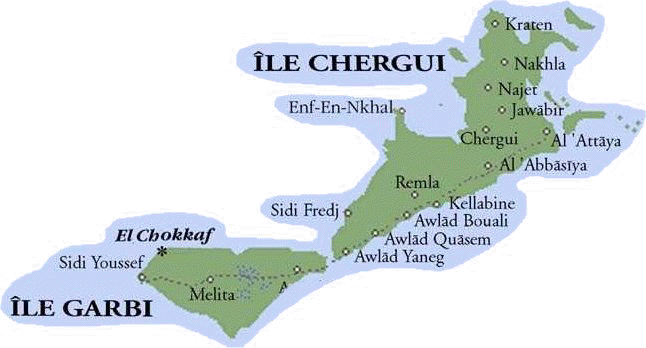 Kraten
ÎLE CHERGUI
Nakhla
Najet
Enf-En-Nkhal
Jawābir
Chergui
Al 'Attāya
Al 'Abbāsīya
Remla
Kellabine
Sidi Fredj
Awlād Bouali
El Chokkaf
Awlād Quāsem
*
Awlād Yaneg
Sidi Youssef
A
Melita
ÎLE GARBI